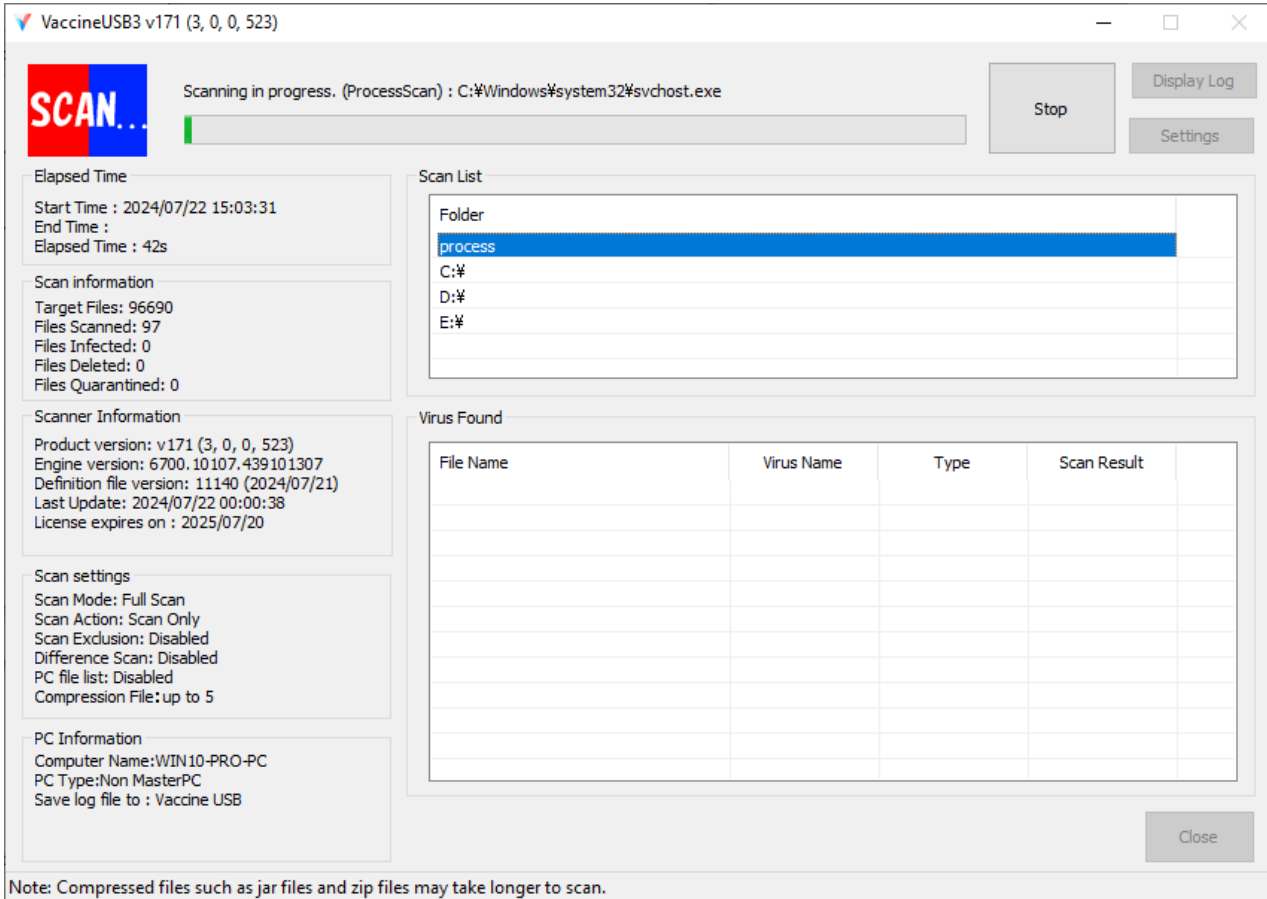 VaccineUSB3 v171 (3, 0, 0, 523)
SCAN...
Scanning in progress. (ProcessScan) : C:¥Windows¥system32¥svchost.exe
Stop
Display Log
Settings
Elapsed Time
Start Time : 2024/07/22 15:03:31
End Time :
Elapsed Time : 42s
Scan information
Target Files: 96690
Files Scanned: 97
Files Infected: 0
Files Deleted: 0
Files Quarantined: 0
Scanner Information
Product version: v171 (3, 0, 0, 523)
Engine version: 6700.10107.439101307
Definition file version: 11140 (2024/07/21)
Last Update: 2024/07/22 00:00:38
License expires on : 2025/07/20
Scan settings
Scan Mode: Full Scan
Scan Action: Scan Only
Scan Exclusion: Disabled
Difference Scan: Disabled
PC file list: Disabled
Compression File:up to 5
PC Information
Computer Name:WIN10-PRO-PC
PC Type:Non MasterPC
Save log file to : Vaccine USB
Scan List
Folder
process
C:¥
D:¥
E:¥
Virus Found
File Name Virus Name Type Scan Result
Close
Note: Compressed files such as jar files and zip files may take longer to scan.